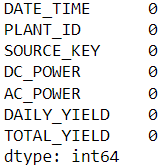 DATE_TIME      0
PLANT_ID       0
SOURCE_KEY     0
DC_POWER       0
AC_POWER       0
DAILY_YIELD    0
TOTAL_YIELD    0
dtype: int64